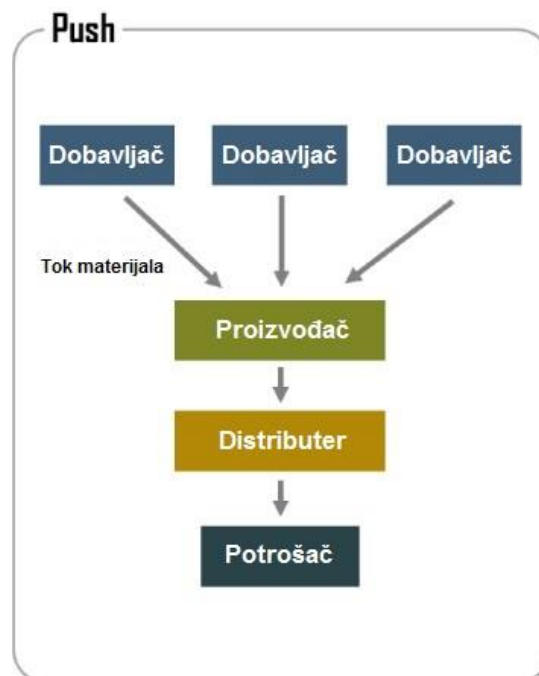 Push
Dobavljač
Dobavljač
Dobavljač
Tok materijala
Proizvođač
Distributer
Potrošač